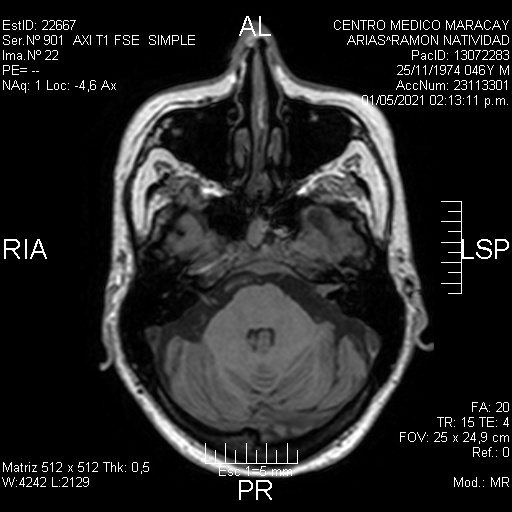 EstID: 22667
Ser.Nº 901 AXI T1 FSE SIMPLE
Ima.Nº 22
PE= --
NAq: 1 Loc: -4,6 Ax
AL
CENTRO MEDICO MARACAY
ARIAS^RAMON NATIVIDAD
PacID: 13072283
25/11/1974 046Y M
AccNum: 23113301
01/05/2021 02:13:11 p.m.
RIA
LSP
FA: 20
TR: 15 TE: 4
FOV: 25 x 24,9 cm
Ref.: 0
Mod.: MR
Matriz 512 x 512 Thk: 0,5
W:4242 L:2129
Esc 1=5 mm
PR